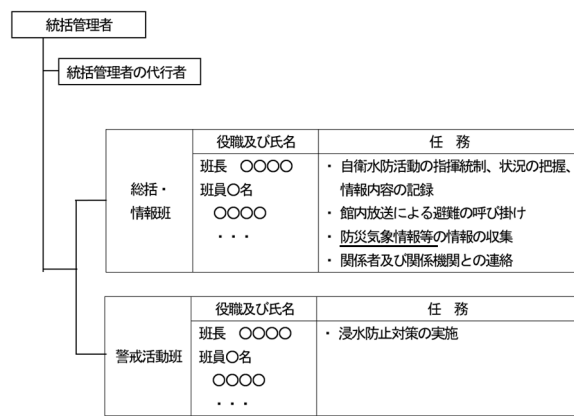 統括管理者
統括管理者の代行者
役職及び氏名
任 務
総括・
情報班
班長 〇〇〇〇
班員〇名
〇〇〇〇
・・・
・ 自衛水防活動の指揮統制、状況の把握、
情報内容の記録
・ 館内放送による避難の呼び掛け
・ 防災気象情報等の情報の収集
・ 関係者及び関係機関との連絡
役職及び氏名
任 務
警戒活動班
班長 〇〇〇〇
班員〇名
〇〇〇〇
・・・
・ 浸水防止対策の実施